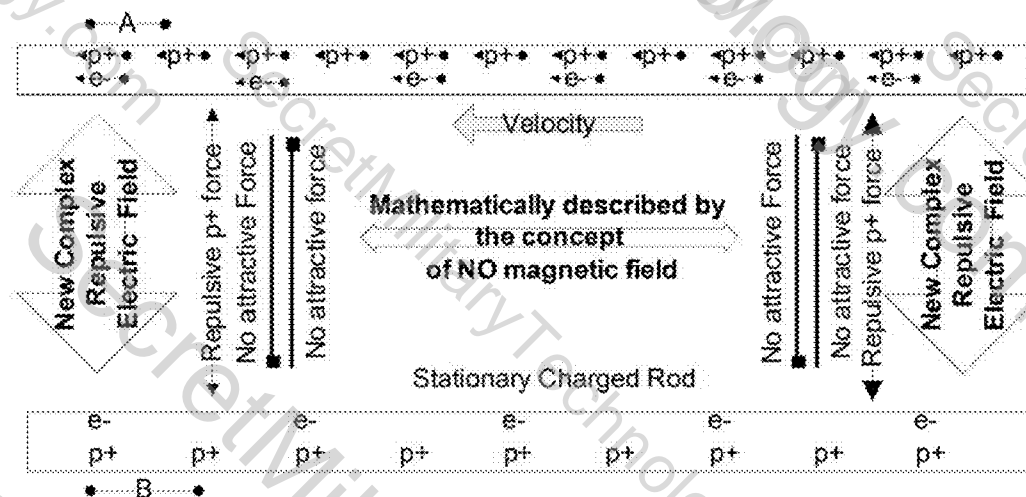 A
p+ p+ p+ p+ p+ p+ p+ p+ p+ p+ p+ p+
e- e- e- e- e- e-
Velocity
New Complex
Repulsive
Electric Field
Repulsive p+ force
No attractive Force
No attractive force
Mathematically described by
the concept
of NO magnetic field
No attractive Force
No attractive force
Repulsive p+ force
New Complex
Repulsive
Electric Field
Stationary Charged Rod
e- e- e- e- e-
p+ p+ p+ p+ p+ p+ p+ p+ p+
B
SecretMilitaryTechnology.com